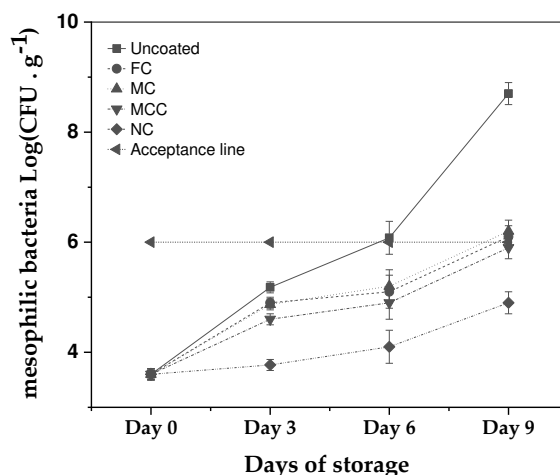 mesophilic bacteria Log(CFU . g⁻¹)
10
8
6
4
Uncoated
FC
MC
MCC
NC
Acceptance line
Day 0 Day 3 Day 6 Day 9
Days of storage